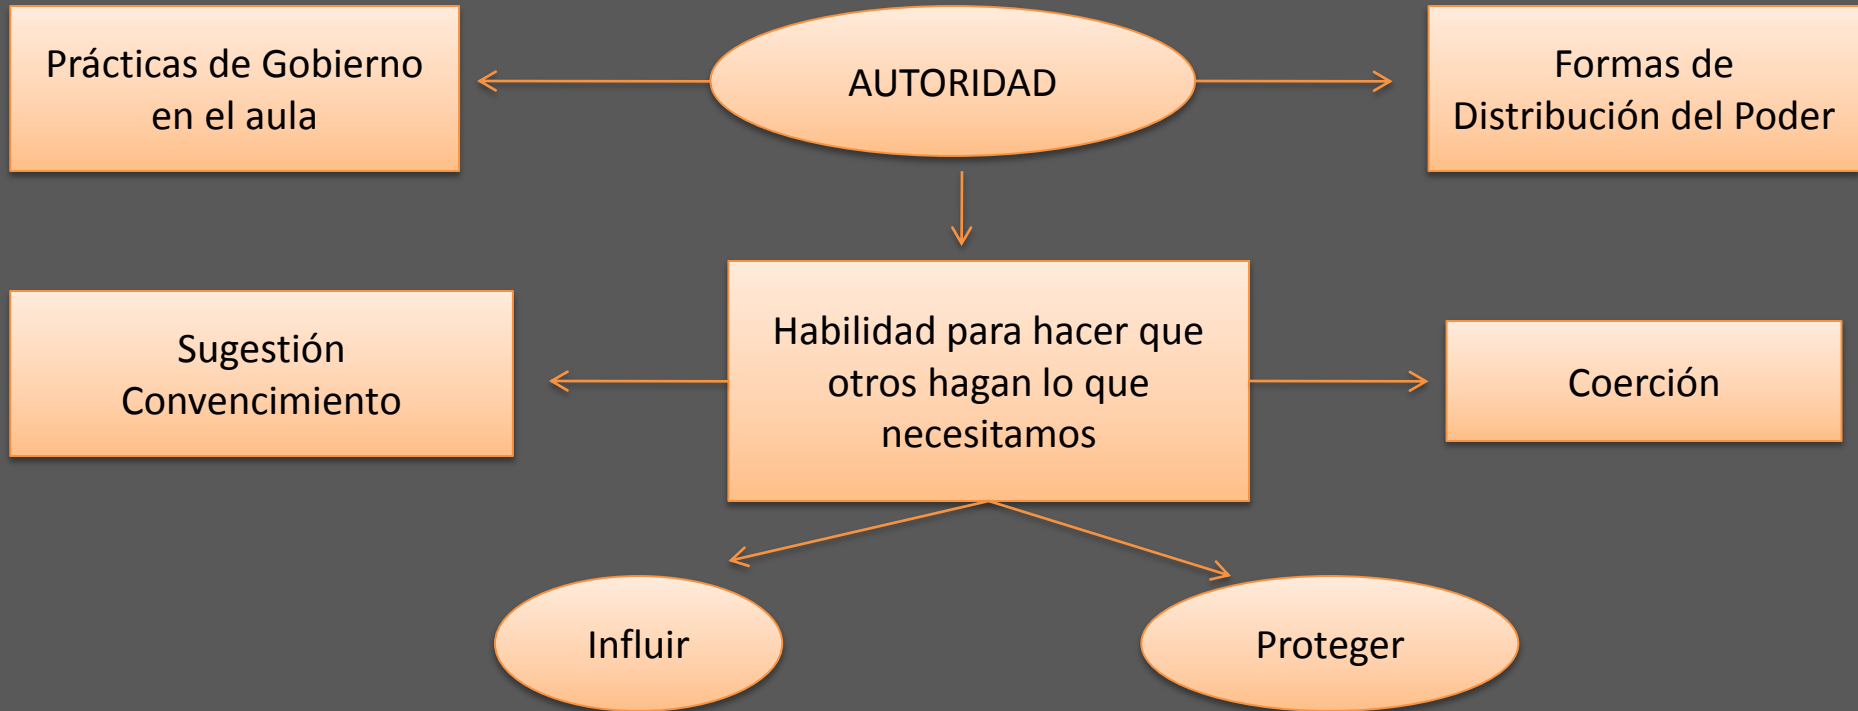 Prácticas de Gobierno
en el aula
AUTORIDAD
Formas de
Distribución del Poder
Sugestión
Convencimiento
Habilidad para hacer que
otros hagan lo que
necesitamos
Coerción
Influir
Proteger